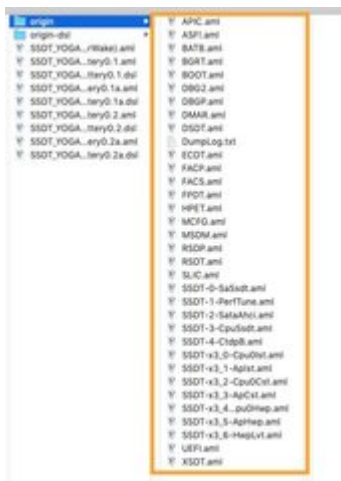 origin
origin-dsl
SSDT_YOGA...rWake).aml
SSDT_YOGA...tery0.1.aml
SSDT_YOGA...ttery0.1.dsl
SSDT_YOGA...ery0.1a.aml
SSDT_YOGA...tery0.1a.dsl
SSDT_YOGA...tery0.2.aml
SSDT_YOGA...ttery0.2.dsl
SSDT_YOGA...ery0.2a.aml
SSDT_YOGA...tery0.2a.dsl
APIC.aml
ASF!.aml
BATB.aml
BGRT.aml
BOOT.aml
DBG2.aml
DBGP.aml
DMAR.aml
DSDT.aml
DumpLog.txt
ECDT.aml
FACP.aml
FACS.aml
FPDT.aml
HPET.aml
MCFG.aml
MSDM.aml
RSDP.aml
RSDT.aml
SLIC.aml
SSDT-0-SaSsdt.aml
SSDT-1-PerfTune.aml
SSDT-2-SataAhci.aml
SSDT-3-CpuSsdt.aml
SSDT-4-CtdpB.aml
SSDT-x3_0-Cpu0Ist.aml
SSDT-x3_1-ApIst.aml
SSDT-x3_2-Cpu0Cst.aml
SSDT-x3_3-ApCst.aml
SSDT-x3_4...pu0Hwp.aml
SSDT-x3_5-ApHwp.aml
SSDT-x3_6-HwpLvt.aml
UEFI.aml
XSDT.aml